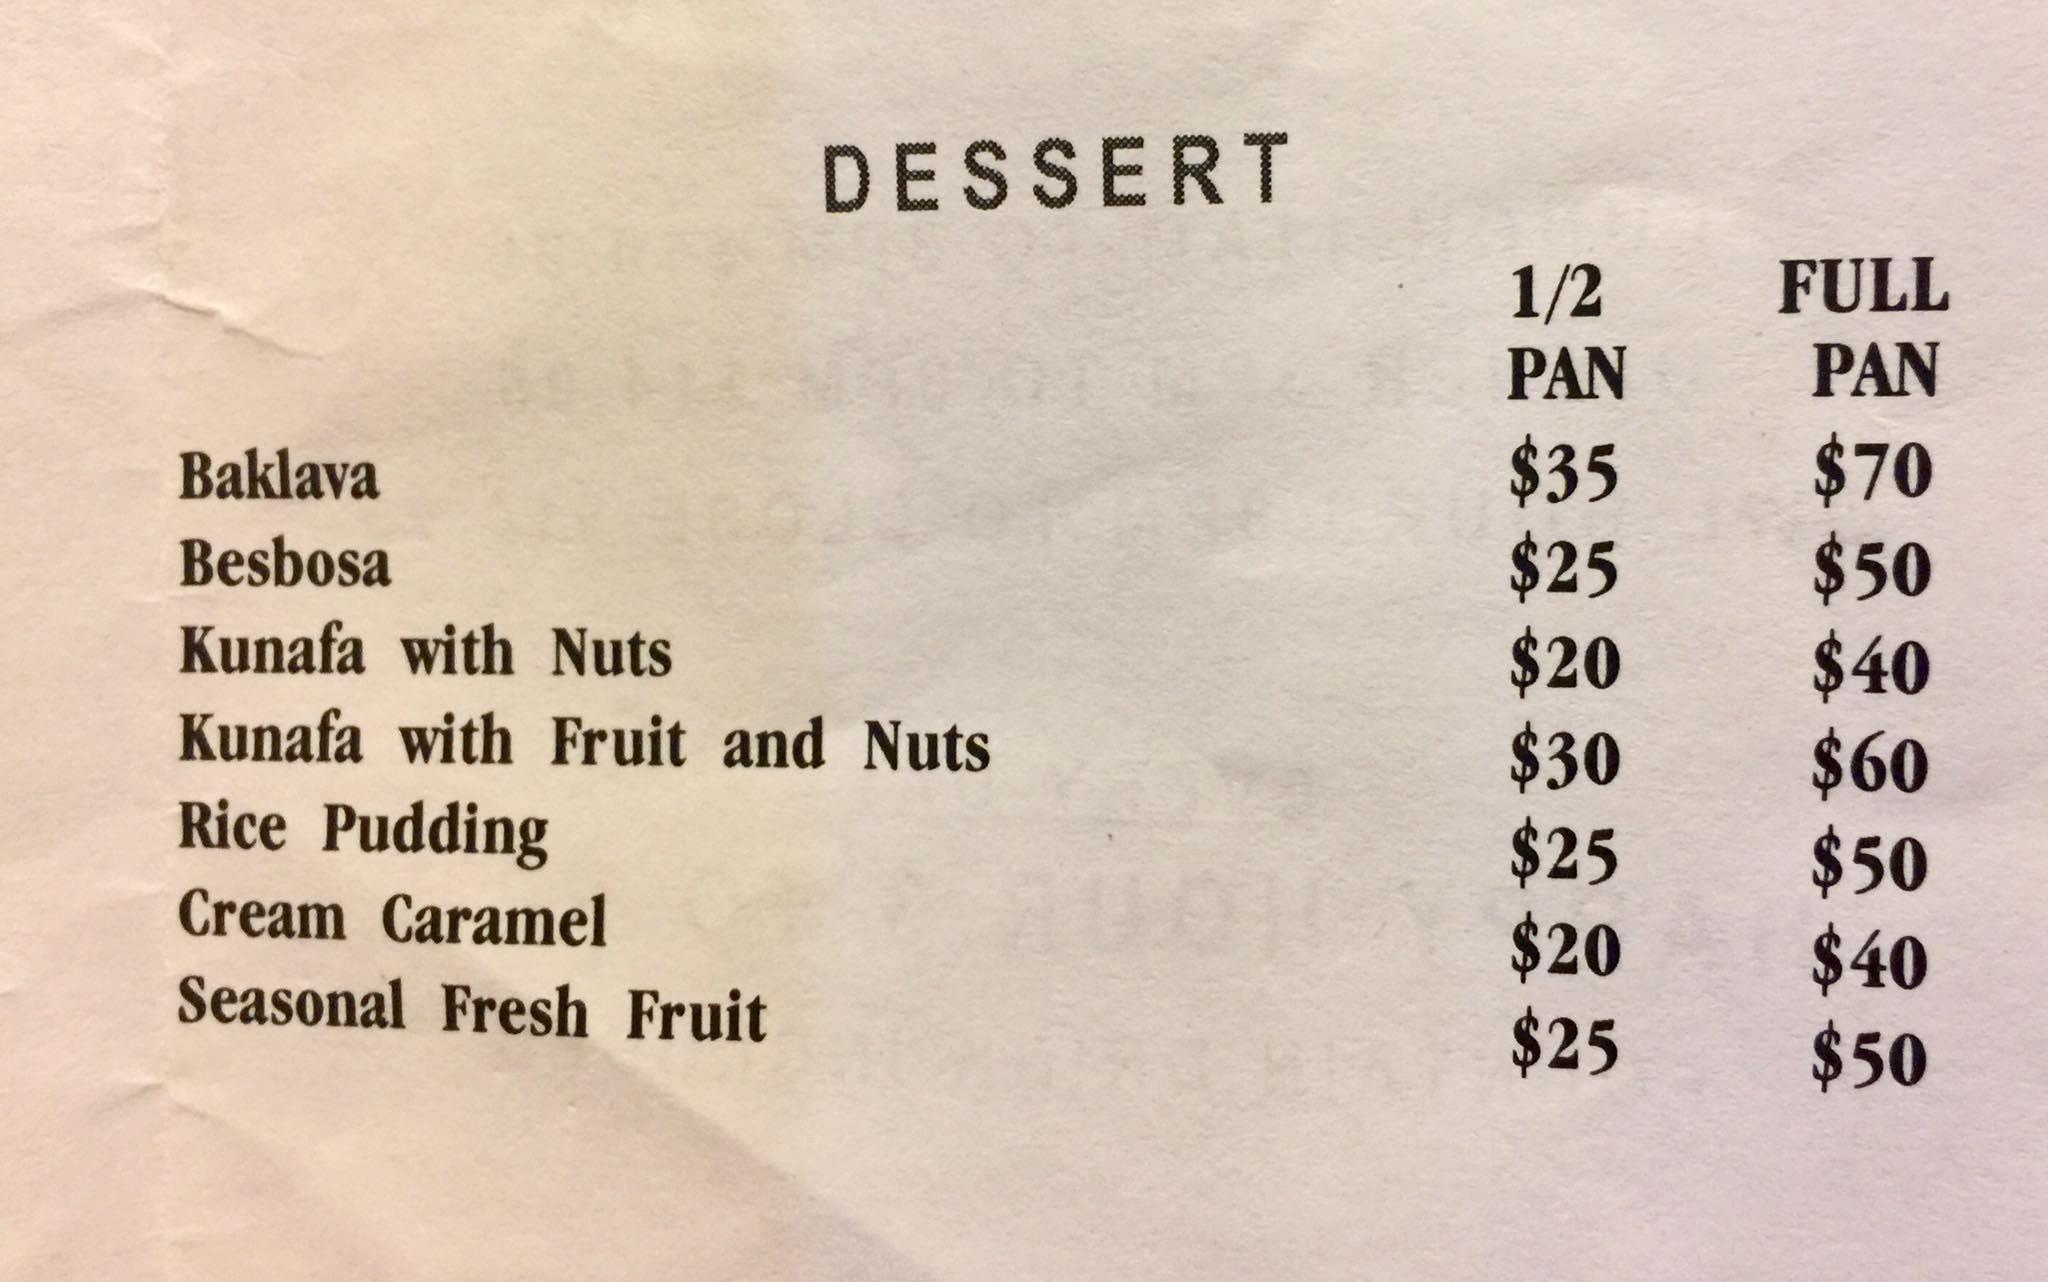 DESSERT
1/2 FULL
PAN PAN
Baklava $35 $70
Besbosa $25 $50
Kunafa with Nuts $20 $40
Kunafa with Fruit and Nuts $30 $60
Rice Pudding $25 $50
Cream Caramel $20 $40
Seasonal Fresh Fruit $25 $50